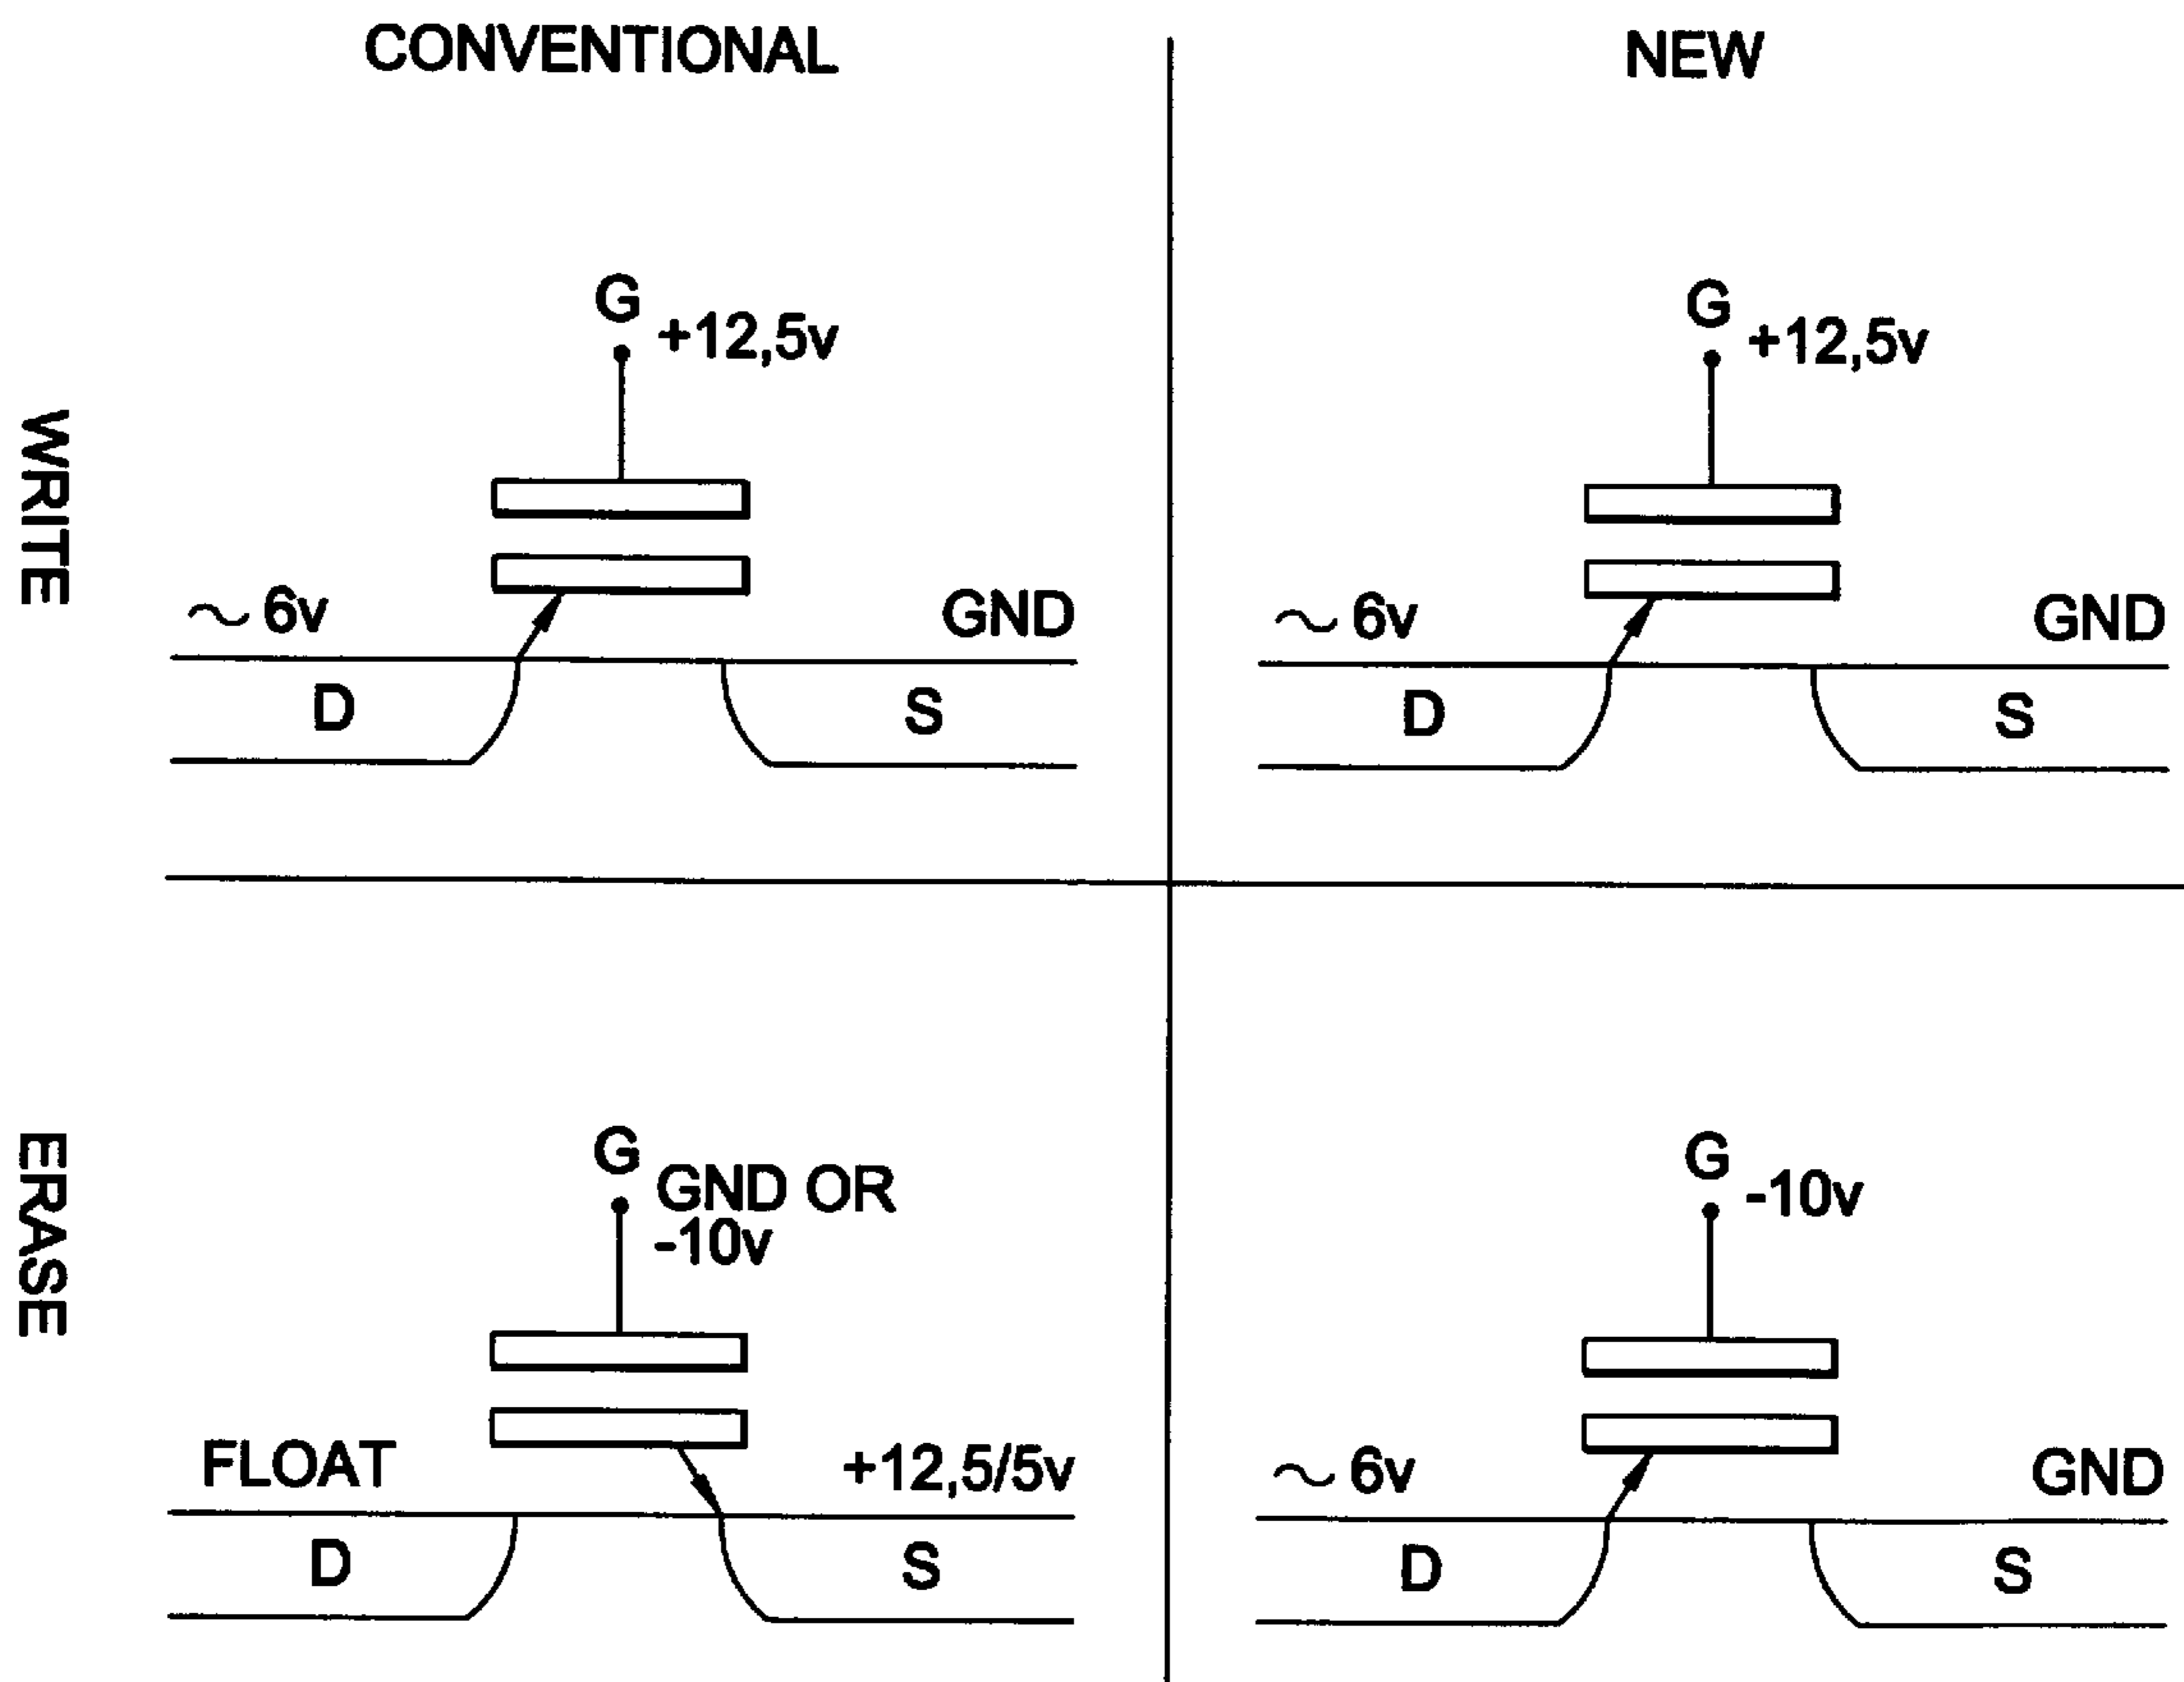 CONVENTIONAL
NEW
WRITE
G
+12,5v
~ 6v
GND
D
S
G
+12,5v
~ 6v
GND
D
S
ERASE
G
GND OR
-10v
FLOAT
+12,5/5v
D
S
G
-10v
~ 6v
GND
D
S